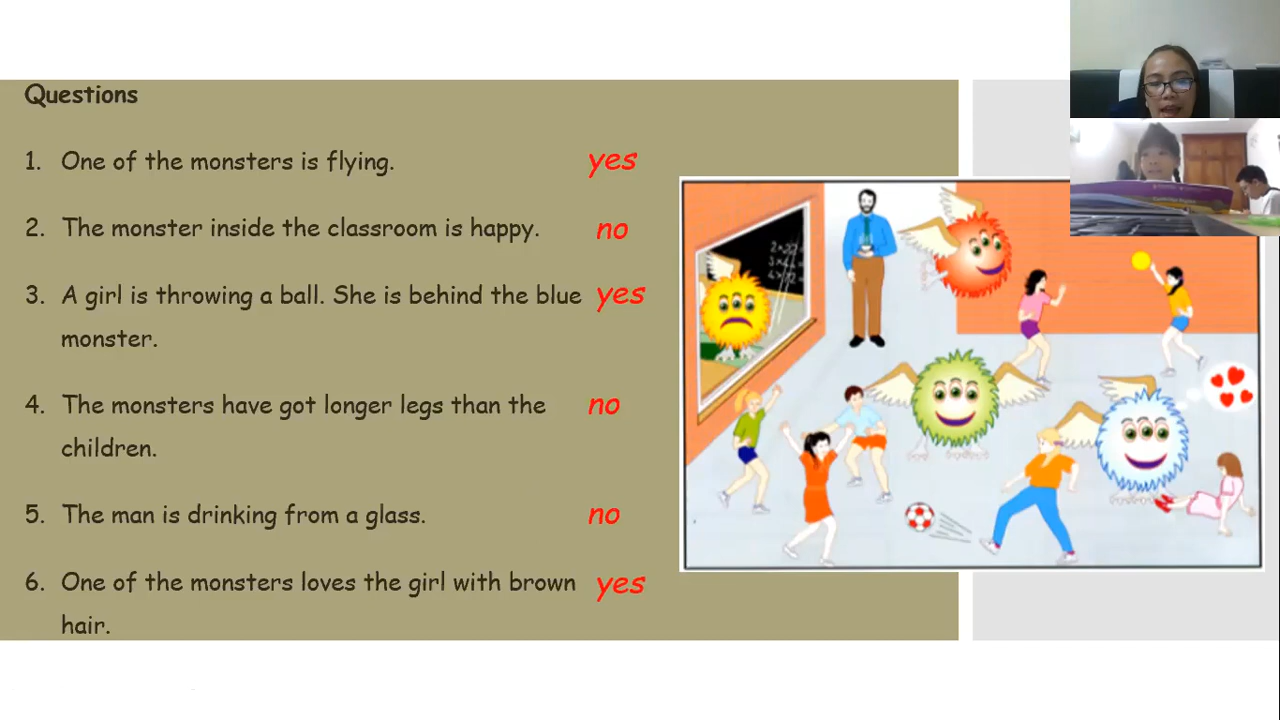 Questions
1. One of the monsters is flying. yes
2. The monster inside the classroom is happy. no
3. A girl is throwing a ball. She is behind the blue yes
monster.
4. The monsters have got longer legs than the no
children.
5. The man is drinking from a glass. no
6. One of the monsters loves the girl with brown yes
hair.